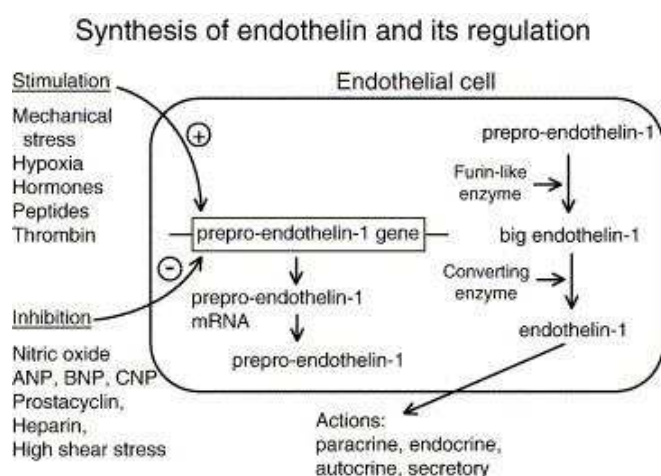 Synthesis of endothelin and its regulation
Stimulation
Mechanical
stress
Hypoxia
Hormones
Peptides
Thrombin
+
-
Inhibition
Nitric oxide
ANP, BNP, CNP
Prostacyclin,
Heparin,
High shear stress
Endothelial cell
prepro-endothelin-1 gene
prepro-endothelin-1
mRNA
prepro-endothelin-1
prepro-endothelin-1
Furin-like
enzyme
big endothelin-1
Converting
enzyme
endothelin-1
Actions:
paracrine, endocrine,
autocrine, secretory